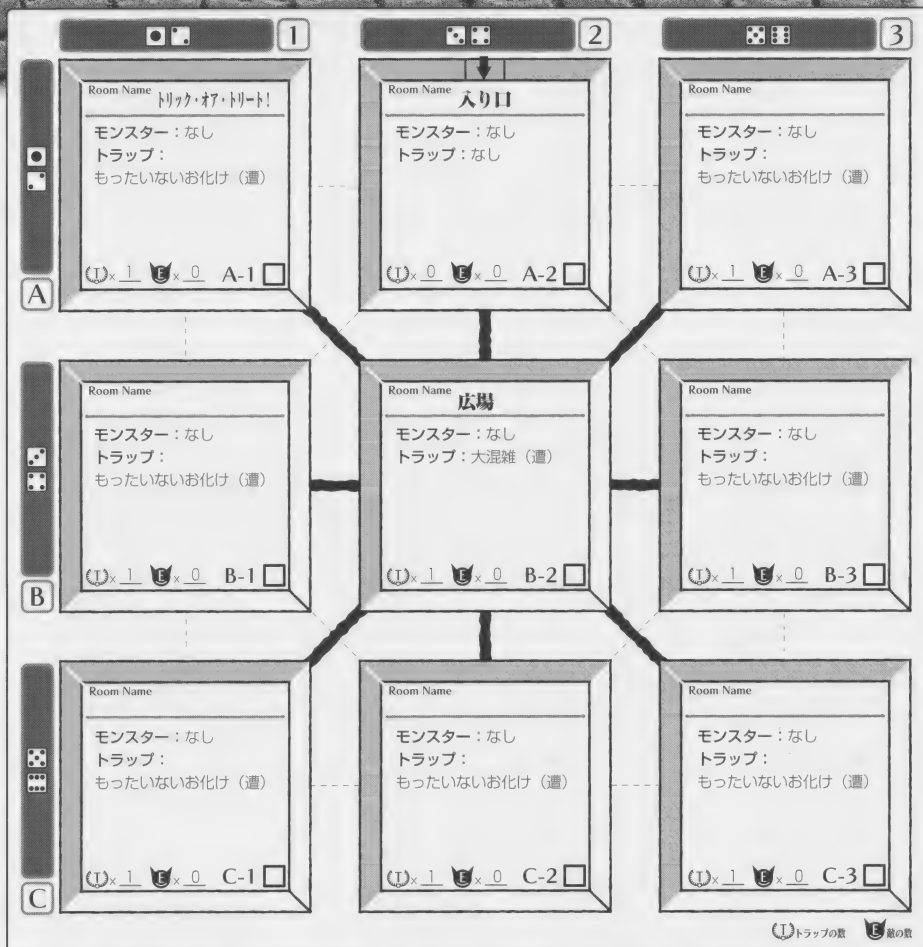 1
2
3
A
Room Name トリック・オア・トリート!
モンスター：なし
トラップ：
もったいないお化け（遭）
T× 1 E× 0 A-1
Room Name 入り口
モンスター：なし
トラップ：なし
T× 0 E× 0 A-2
Room Name
モンスター：なし
トラップ：
もったいないお化け（遭）
T× 1 E× 0 A-3
B
Room Name
モンスター：なし
トラップ：
もったいないお化け（遭）
T× 1 E× 0 B-1
Room Name 広場
モンスター：なし
トラップ：大混雑（遭）
T× 1 E× 0 B-2
Room Name
モンスター：なし
トラップ：
もったいないお化け（遭）
T× 1 E× 0 B-3
C
Room Name
モンスター：なし
トラップ：
もったいないお化け（遭）
T× 1 E× 0 C-1
Room Name
モンスター：なし
トラップ：
もったいないお化け（遭）
T× 1 E× 0 C-2
Room Name
モンスター：なし
トラップ：
もったいないお化け（遭）
T× 1 E× 0 C-3
Tトラップの数 E敵の数